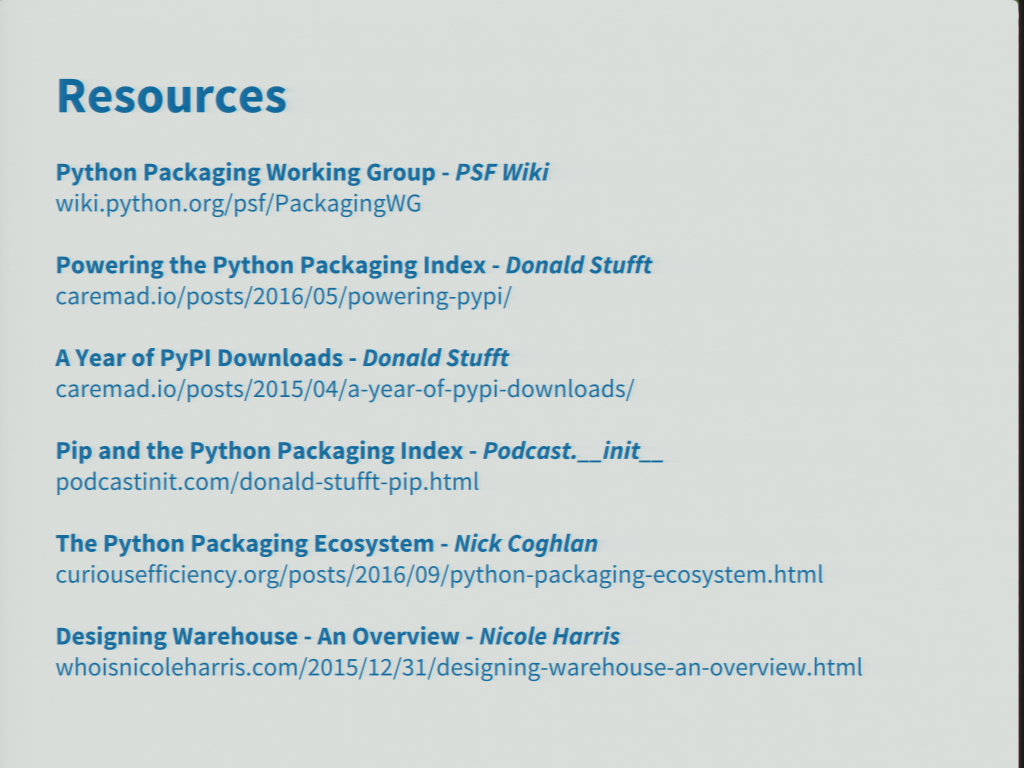 Resources
Python Packaging Working Group - PSF Wiki
wiki.python.org/psf/PackagingWG
Powering the Python Packaging Index - Donald Stufft
caremad.io/posts/2016/05/powering-pypi/
A Year of PyPI Downloads - Donald Stufft
caremad.io/posts/2015/04/a-year-of-pypi-downloads/
Pip and the Python Packaging Index - Podcast.__init__
podcastinit.com/donald-stufft-pip.html
The Python Packaging Ecosystem - Nick Coghlan
curiousefficiency.org/posts/2016/09/python-packaging-ecosystem.html
Designing Warehouse - An Overview - Nicole Harris
whoisnicoleharris.com/2015/12/31/designing-warehouse-an-overview.html